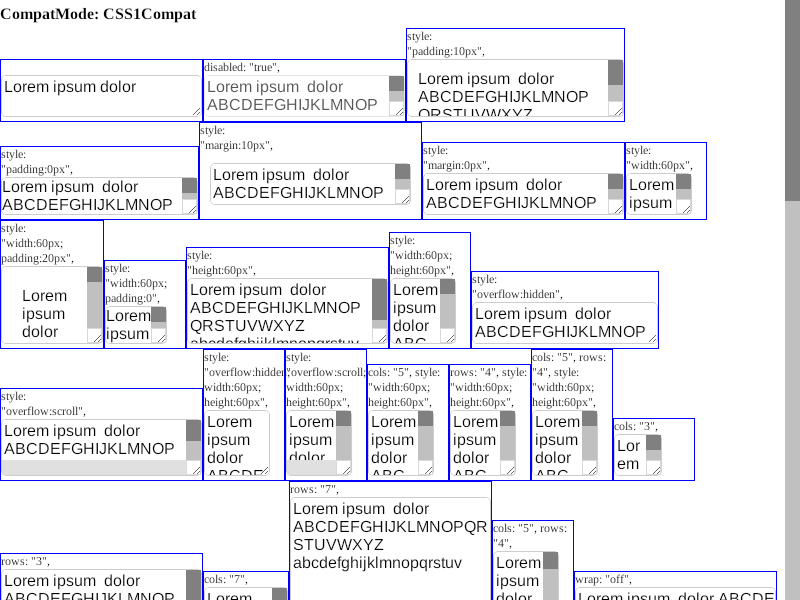 CompatMode: CSS1Compat
Lorem ipsum dolor
disabled: "true",
Lorem ipsum  dolor
ABCDEFGHIJKLMNOP
style:
"padding:10px",
Lorem ipsum  dolor
ABCDEFGHIJKLMNOP
QRSTUVWXYZ
style:
"padding:0px",
Lorem ipsum  dolor
ABCDEFGHIJKLMNOP
style:
"margin:10px",
Lorem ipsum  dolor
ABCDEFGHIJKLMNOP
style:
"margin:0px",
Lorem ipsum  dolor
ABCDEFGHIJKLMNOP
style:
"width:60px",
Lorem
ipsum
style:
"width:60px;
padding:20px",
Lorem
ipsum
dolor
style:
"width:60px;
padding:0",
Lorem
ipsum
style:
"height:60px",
Lorem ipsum  dolor
ABCDEFGHIJKLMNOP
QRSTUVWXYZ
abcdefghijklmnopqrstuv
style:
"width:60px;
height:60px",
Lorem
ipsum
dolor
ABC
style:
"overflow:hidden",
Lorem ipsum  dolor
ABCDEFGHIJKLMNOP
style:
"overflow:scroll",
Lorem ipsum  dolor
ABCDEFGHIJKLMNOP
style:
"overflow:hidden;
width:60px;
height:60px",
Lorem
ipsum
dolor
ABCDE
style:
"overflow:scroll;
width:60px;
height:60px",
Lorem
ipsum
dolor
cols: "5", style:
"width:60px;
height:60px",
Lorem
ipsum
dolor
ABC
rows: "4", style:
"width:60px;
height:60px",
Lorem
ipsum
dolor
ABC
cols: "5", rows:
"4", style:
"width:60px;
height:60px",
Lorem
ipsum
dolor
ABC
cols: "3",
Lor
em
rows: "3",
Lorem ipsum  dolor
ABCDEFGHIJKLMNOP
cols: "7",
Lorem
rows: "7",
Lorem ipsum  dolor
ABCDEFGHIJKLMNOPQR
STUVWXYZ
abcdefghijklmnopqrstuv
cols: "5", rows:
"4",
Lorem
ipsum
dolor
wrap: "off",
Lorem ipsum  dolor ABCDE